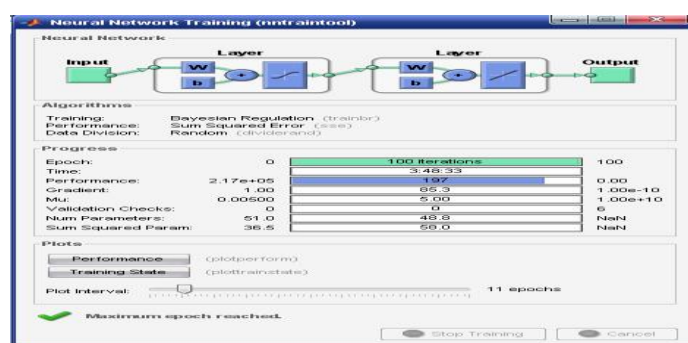 Neural Network Training (nntraintool)
Neural Network
Layer Layer
Input W b + W b + Output
Algorithms
Training: Bayesian Regulation (trainbr)
Performance: Sum Squared Error (sse)
Data Division: Random (dividerand)
Progress
Epoch: 0 100 iterations 100
Time: 3:48:33
Performance: 2.17e+05 197 0.00
Gradient: 1.00 85.3 1.00e-10
Mu: 0.00500 5.00 1.00e+10
Validation Checks: 0 0 6
Num Parameters: 51.0 48.8 NaN
Sum Squared Param: 36.5 58.0 NaN
Plots
Performance (plotperform)
Training State (plottrainstate)
Plot Interval: 11 epochs
Maximum epoch reached.
Stop Training Cancel